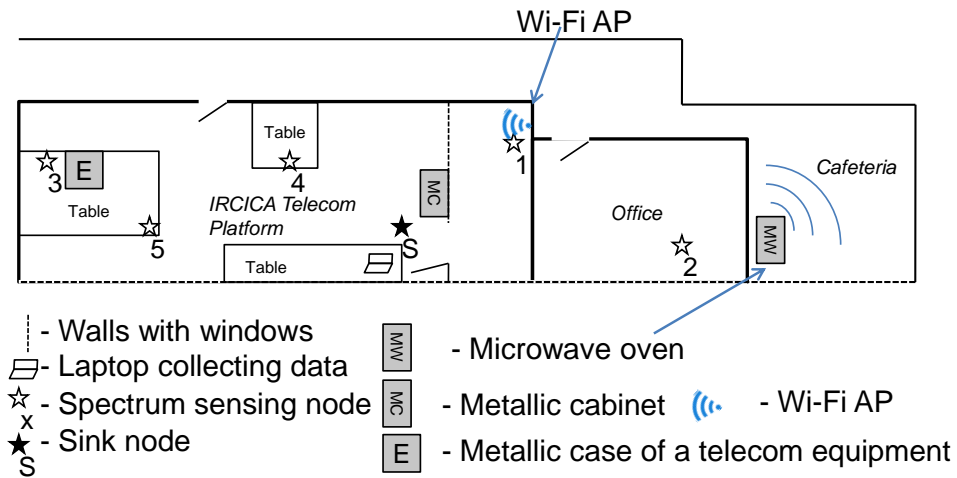 Wi-Fi AP
Table
1
Cafeteria
3
E
4
MC
Table
IRCICA Telecom
Platform
Office
5
S
2
MW
Table
- Walls with windows
MW
- Microwave oven
- Laptop collecting data
x
- Spectrum sensing node
MC
- Metallic cabinet
- Wi-Fi AP
S
- Sink node
E
- Metallic case of a telecom equipment